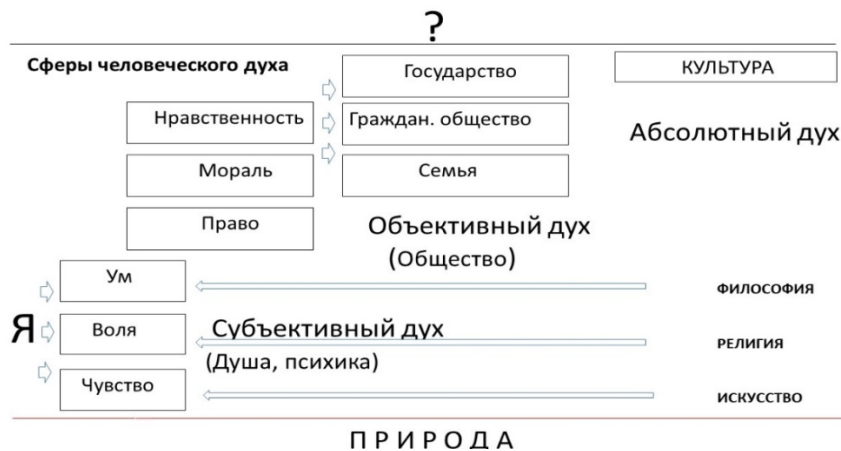 ?
Сферы человеческого духа
Государство
КУЛЬТУРА
Нравственность
Граждан. общество
Абсолютный дух
Мораль
Семья
Право
Объективный дух
(Общество)
Ум
ФИЛОСОФИЯ
Я
Воля
Субъективный дух
РЕЛИГИЯ
(Душа, психика)
Чувство
ИСКУССТВО
П Р И Р О Д А